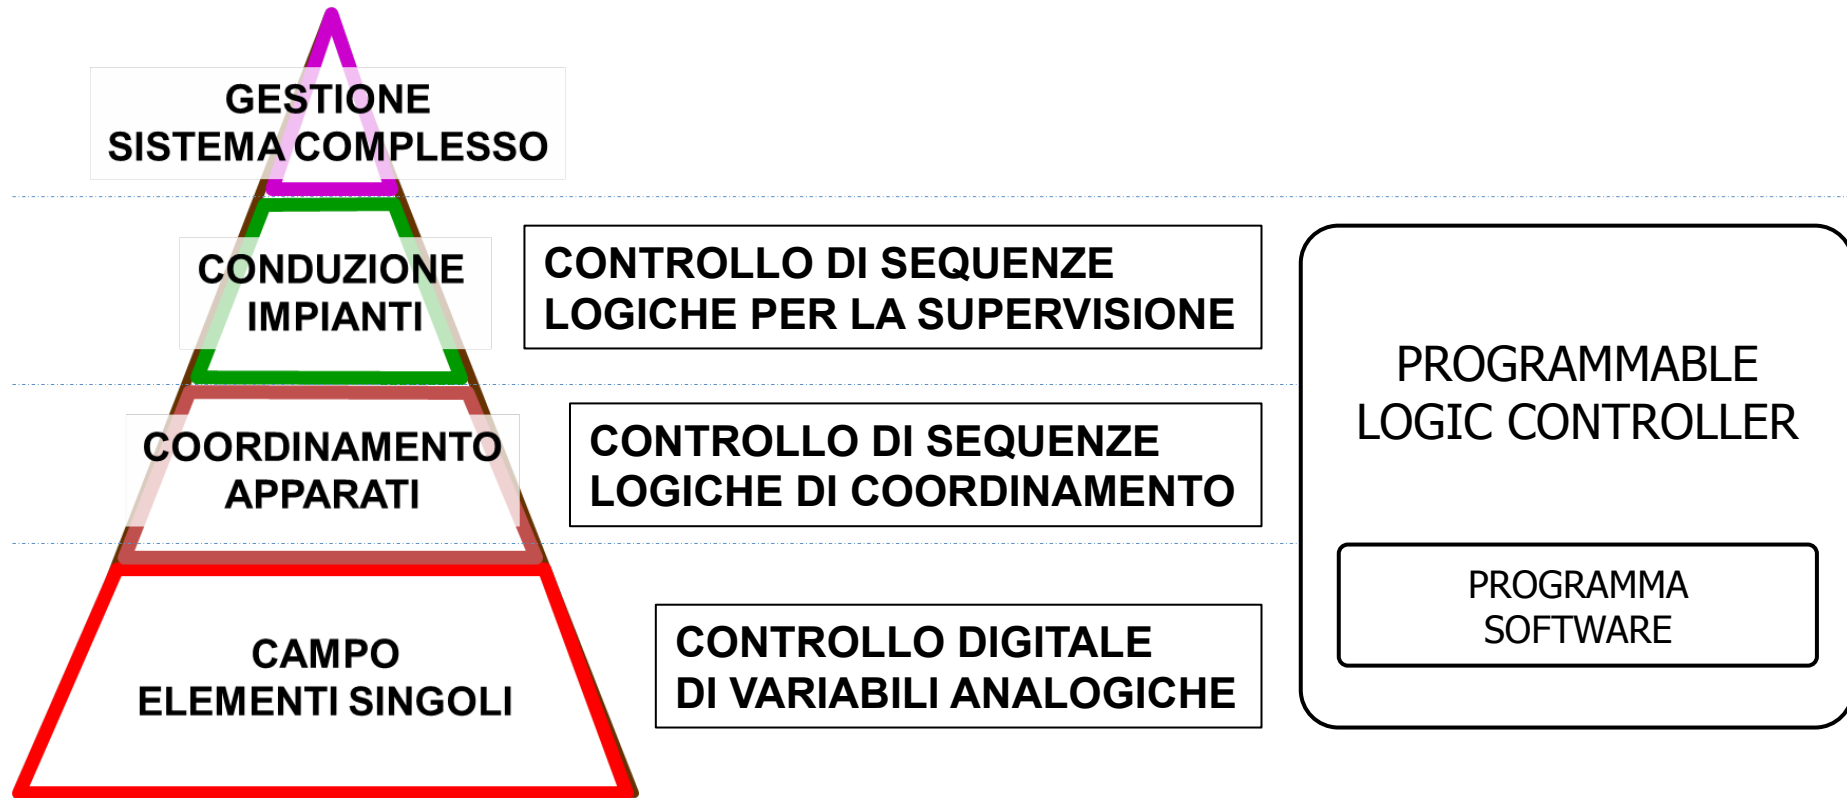 GESTIONE
SISTEMA COMPLESSO
CONDUZIONE
IMPIANTI
CONTROLLO DI SEQUENZE
LOGICHE PER LA SUPERVISIONE
COORDINAMENTO
APPARATI
CONTROLLO DI SEQUENZE
LOGICHE DI COORDINAMENTO
CAMPO
ELEMENTI SINGOLI
CONTROLLO DIGITALE
DI VARIABILI ANALOGICHE
PROGRAMMABLE
LOGIC CONTROLLER
PROGRAMMA
SOFTWARE